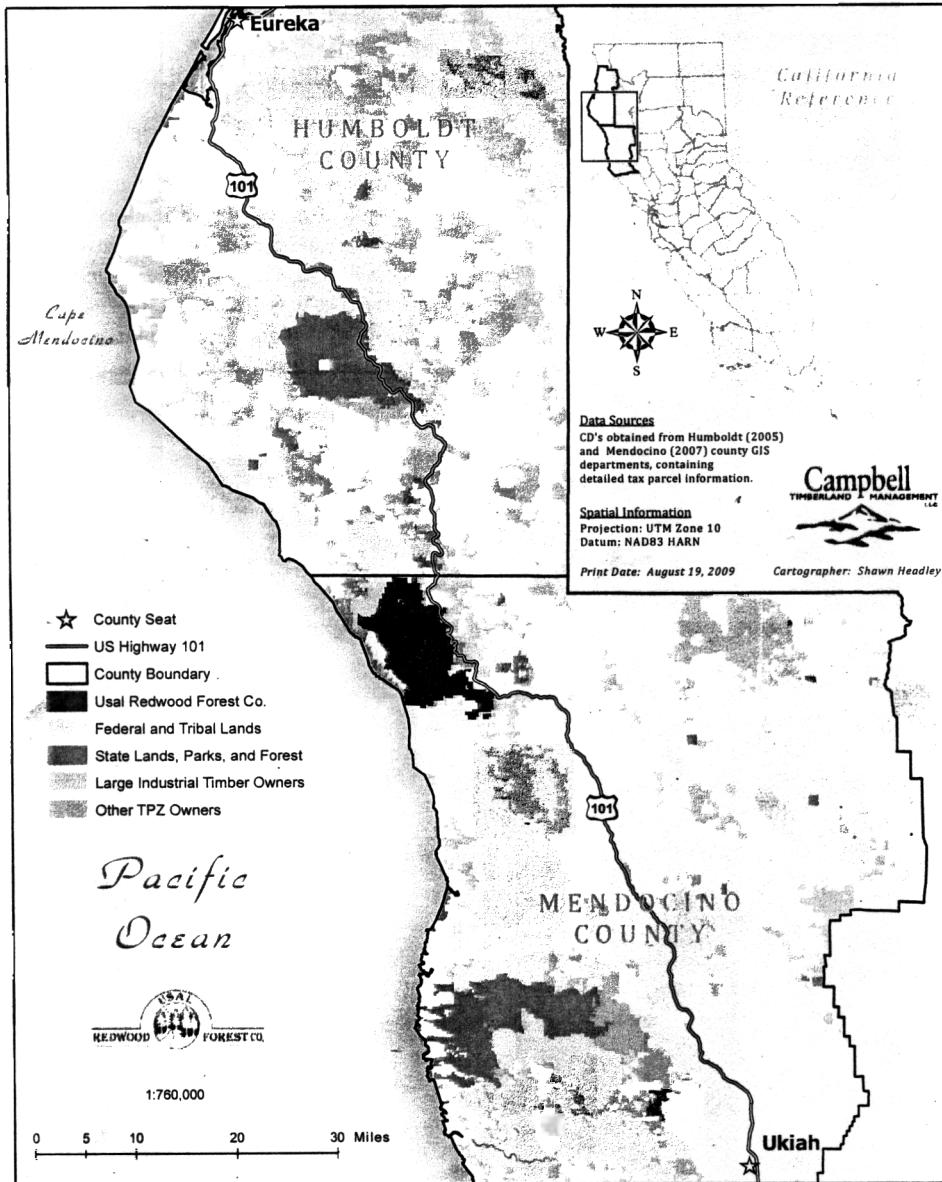 Eureka
HUMBOLDT
COUNTY
101
Cape
Mendocino
California
Reference
N
W E
S
Data Sources
CD's obtained from Humboldt (2005)
and Mendocino (2007) county GIS
departments, containing
detailed tax parcel information.
Spatial Information
Projection: UTM Zone 10
Datum: NAD83 HARN
Print Date: August 19, 2009
Cartographer: Shawn Headley
Campbell
TIMBERLAND MANAGEMENT
LLC
County Seat
US Highway 101
County Boundary
Usal Redwood Forest Co.
Federal and Tribal Lands
State Lands, Parks, and Forest
Large Industrial Timber Owners
Other TPZ Owners
101
Pacific
Ocean
MENDOCINO
COUNTY
USAL
REDWOOD FOREST CO.
1:760,000
0 5 10 20 30 Miles
Ukiah